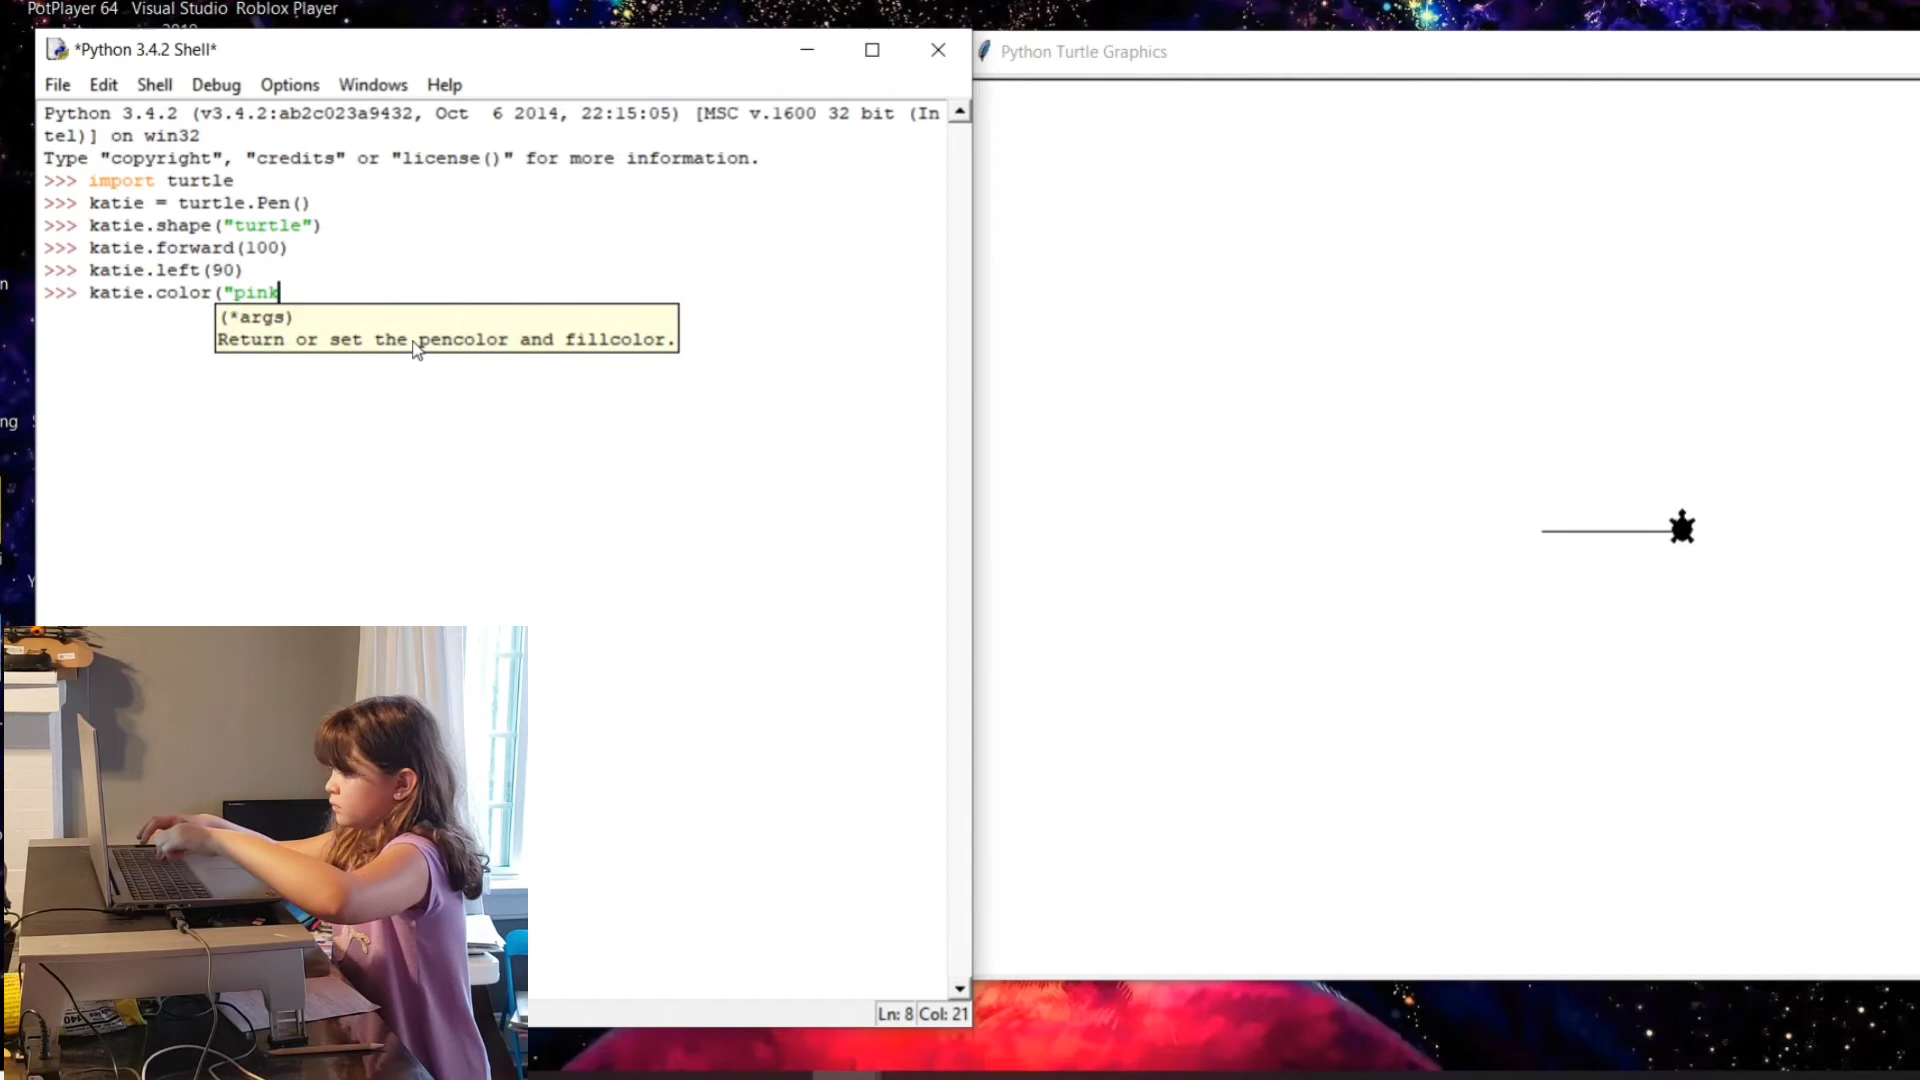 PotPlayer 64 Visual Studio Roblox Player
*Python 3.4.2 Shell*
File Edit Shell Debug Options Windows Help
Python 3.4.2 (v3.4.2:ab2c023a9432, Oct  6 2014, 22:15:05) [MSC v.1600 32 bit (In
tel)] on win32
Type "copyright", "credits" or "license()" for more information.
>>> import turtle
>>> katie = turtle.Pen()
>>> katie.shape("turtle")
>>> katie.forward(100)
>>> katie.left(90)
>>> katie.color("pink
(*args)
Return or set the pencolor and fillcolor.
Ln: 8 Col: 21
Python Turtle Graphics